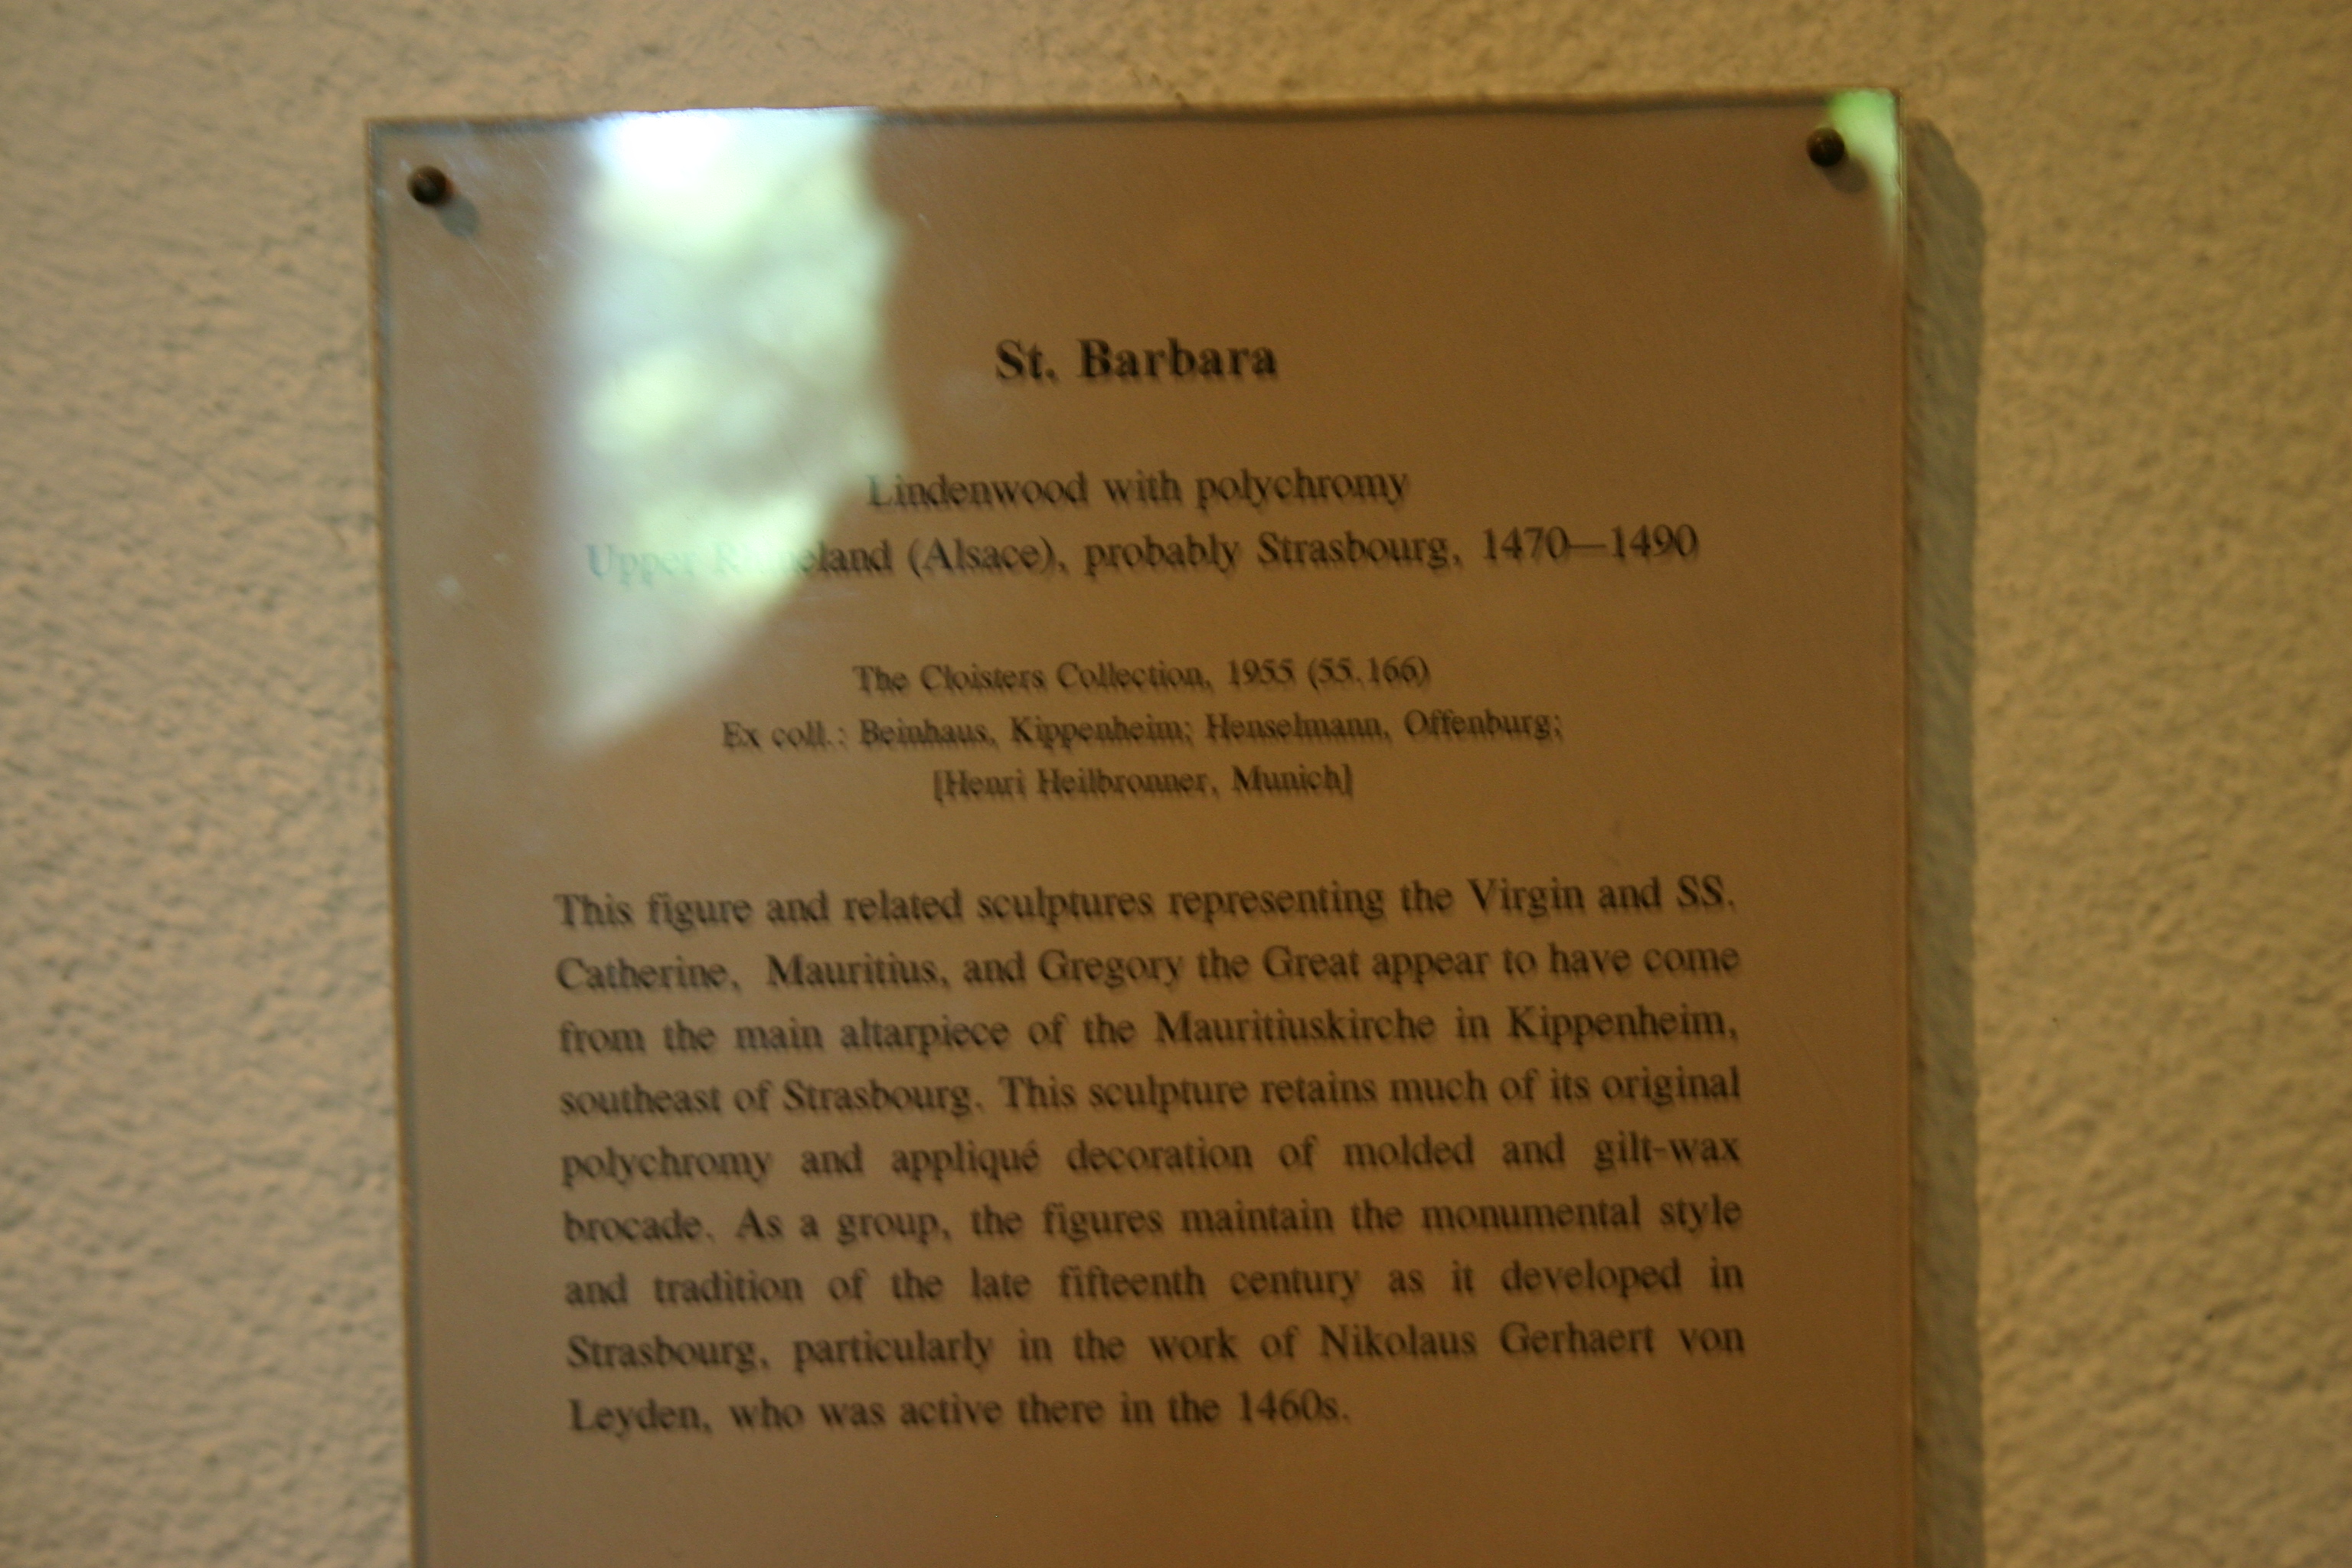 St. Barbara
Lindenwood with polychromy
Upper Rhineland (Alsace), probably Strasbourg, 1470—1490
The Cloisters Collection, 1955 (55.166)
Ex coll.: Beinhaus, Kippenheim; Henselmann, Offenburg;
[Henri Heilbronner, Munich]
This figure and related sculptures representing the Virgin and SS.
Catherine, Mauritius, and Gregory the Great appear to have come
from the main altarpiece of the Mauritiuskirche in Kippenheim,
southeast of Strasbourg. This sculpture retains much of its original
polychromy and appliqué decoration of molded and gilt-wax
brocade. As a group, the figures maintain the monumental style
and tradition of the late fifteenth century as it developed in
Strasbourg, particularly in the work of Nikolaus Gerhaert von
Leyden, who was active there in the 1460s.